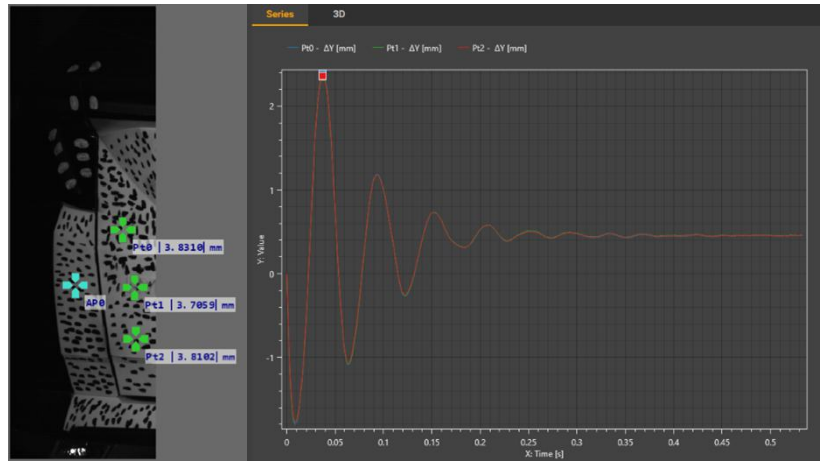 Series 3D
Pt0 - ΔY [mm] Pt1 - ΔY [mm] Pt2 - ΔY [mm]
Pt0 | 3.8310| mm
AP0
Pt1 | 3.7059| mm
Pt2 | 3.8102| mm
Y: Value
2
1
0
-1
0 0.05 0.1 0.15 0.2 0.25 0.3 0.35 0.4 0.45 0.5
X: Time [s]